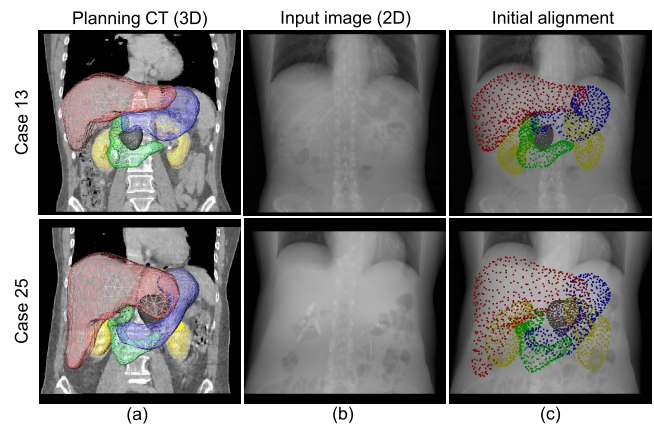 Planning CT (3D) Input image (2D) Initial alignment
Case 13
Case 25
(a) (b) (c)